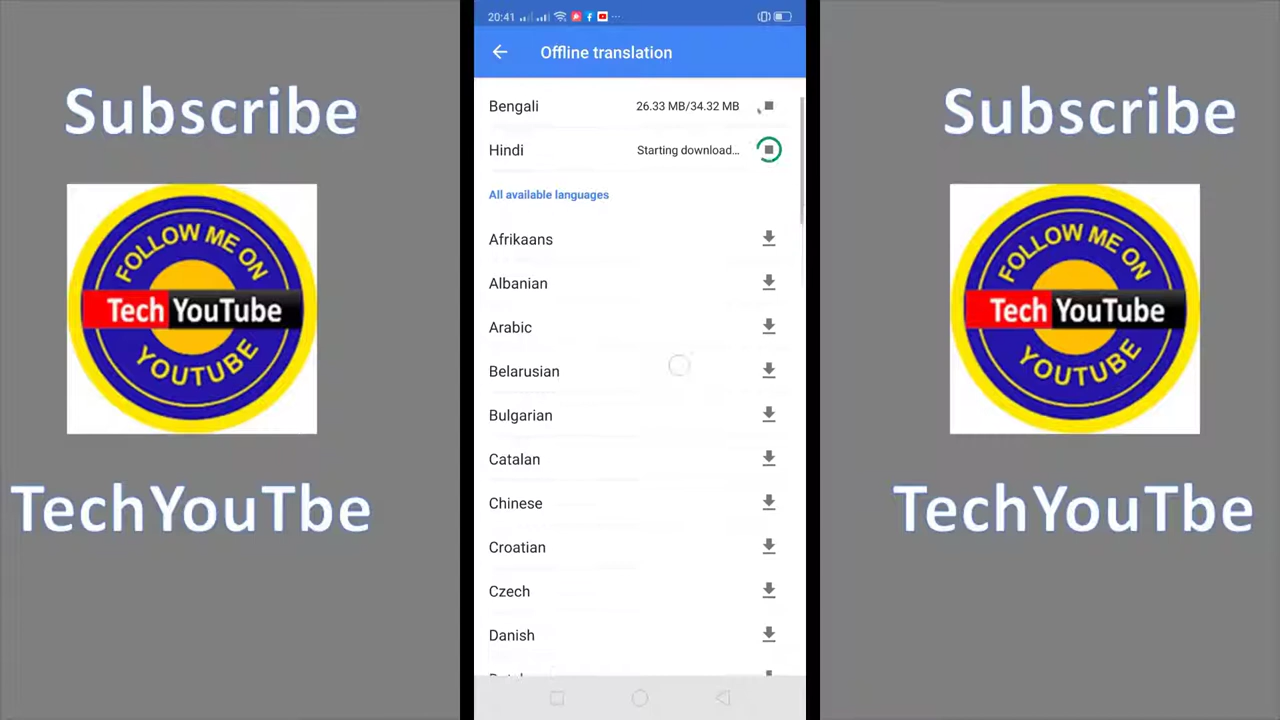 Subscribe
FOLLOW ME ON
Tech YouTube
YOUTUBE
TechYouTbe
20:41
Offline translation
Bengali 26.33 MB/34.32 MB
Hindi Starting download...
All available languages
Afrikaans
Albanian
Arabic
Belarusian
Bulgarian
Catalan
Chinese
Croatian
Czech
Danish
Subscribe
FOLLOW ME ON
Tech YouTube
YOUTUBE
TechYouTbe